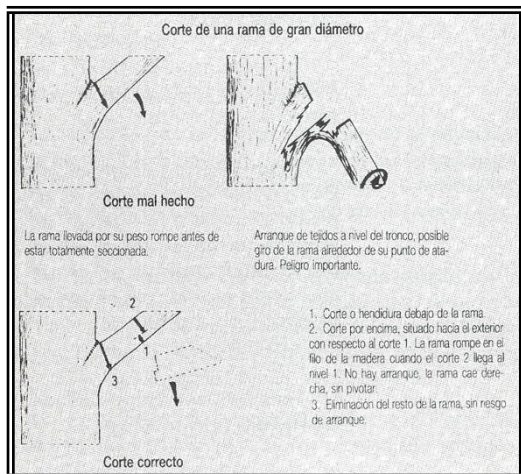 Corte de una rama de gran diámetro
Corte mal hecho
La rama llevada por su peso rompe antes de
estar totalmente seccionada.
Arranque de tejidos a nivel del tronco, posible
giro de la rama alrededor de su punto de ata-
dura. Peligro importante.
2
1
3
1. Corte o hendidura debajo de la rama.
2. Corte por encima, situado hacia el exterior
con respecto al corte 1. La rama rompe en el
filo de la madera cuando el corte 2 llega al
nivel 1. No hay arranque, la rama cae dere-
cha, sin pivotar.
3. Eliminación del resto de la rama, sin riesgo
de arranque.
Corte correcto